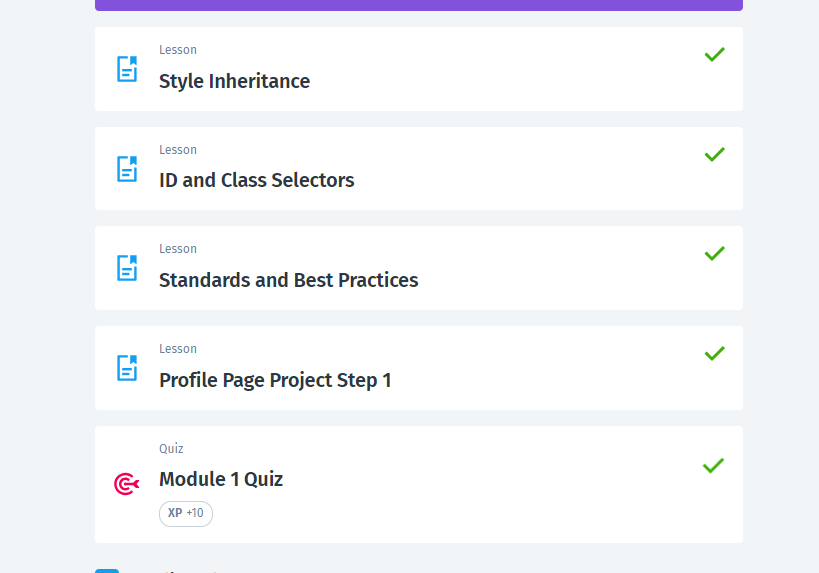 Lesson
Style Inheritance
Lesson
ID and Class Selectors
Lesson
Standards and Best Practices
Lesson
Profile Page Project Step 1
Quiz
Module 1 Quiz
XP +10